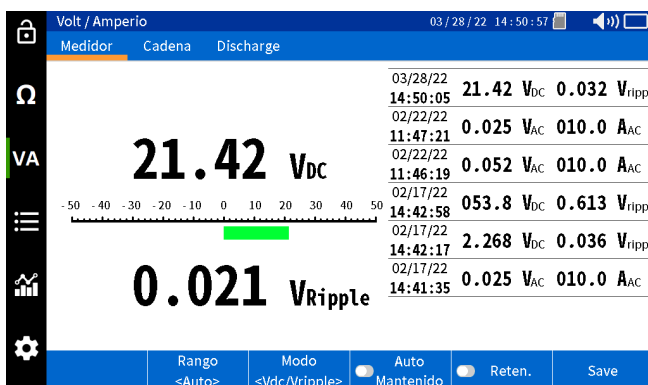 Volt / Amperio 03/28/22 14:50:57
Medidor Cadena Discharge
Ω
VA
21.42 VDC
-50 -40 -30 -20 -10 0 10 20 30 40 50
0.021 VRipple
03/28/22
14:50:05 21.42 VDC 0.032 Vripp
02/22/22
11:47:21 0.025 VAC 010.0 AAC
02/22/22
11:46:19 0.052 VAC 010.0 AAC
02/17/22
14:42:58 053.8 VDC 0.613 Vripp
02/17/22
14:42:17 2.268 VDC 0.036 Vripp
02/17/22
14:41:35 0.025 VAC 010.0 AAC
Rango
<Auto>
Modo
<Vdc/Vripple>
Auto
Mantenido
Reten.
Save